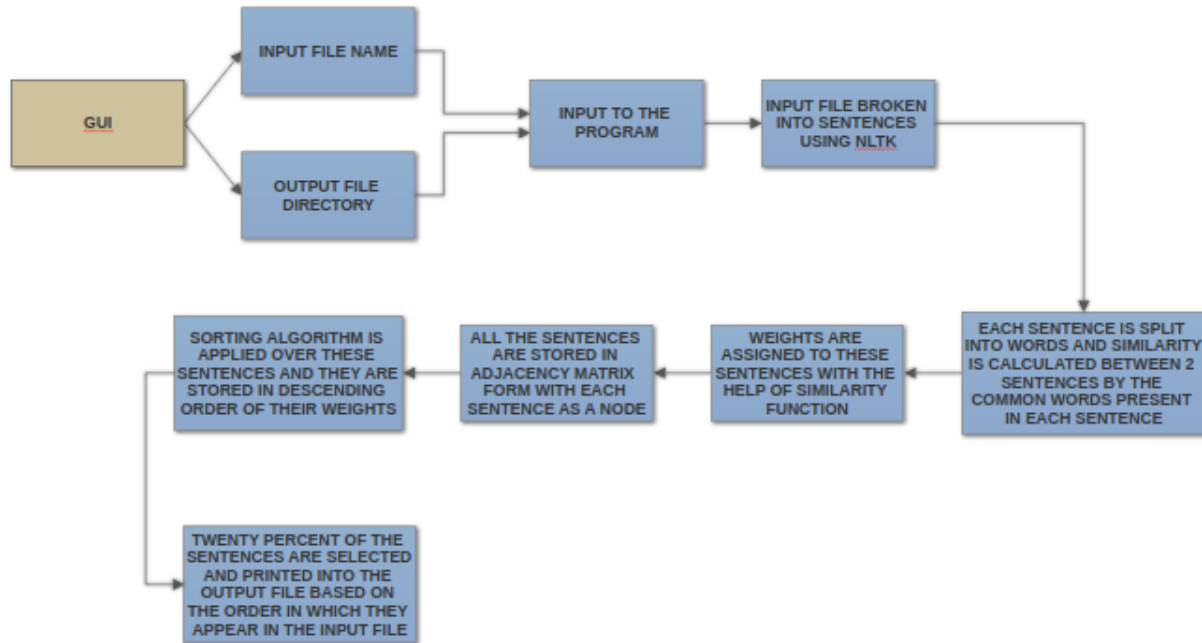 GUI
INPUT FILE NAME
OUTPUT FILE
DIRECTORY
INPUT TO THE
PROGRAM
INPUT FILE BROKEN
INTO SENTENCES
USING NLTK
EACH SENTENCE IS SPLIT
INTO WORDS AND SIMILARITY
IS CALCULATED BETWEEN 2
SENTENCES BY THE
COMMON WORDS PRESENT
IN EACH SENTENCE
WEIGHTS ARE
ASSIGNED TO THESE
SENTENCES WITH THE
HELP OF SIMILARITY
FUNCTION
ALL THE SENTENCES
ARE STORED IN
ADJACENCY MATRIX
FORM WITH EACH
SENTENCE AS A NODE
SORTING ALGORITHM IS
APPLIED OVER THESE
SENTENCES AND THEY ARE
STORED IN DESCENDING
ORDER OF THEIR WEIGHTS
TWENTY PERCENT OF THE
SENTENCES ARE SELECTED
AND PRINTED INTO THE
OUTPUT FILE BASED ON
THE ORDER IN WHICH THEY
APPEAR IN THE INPUT FILE